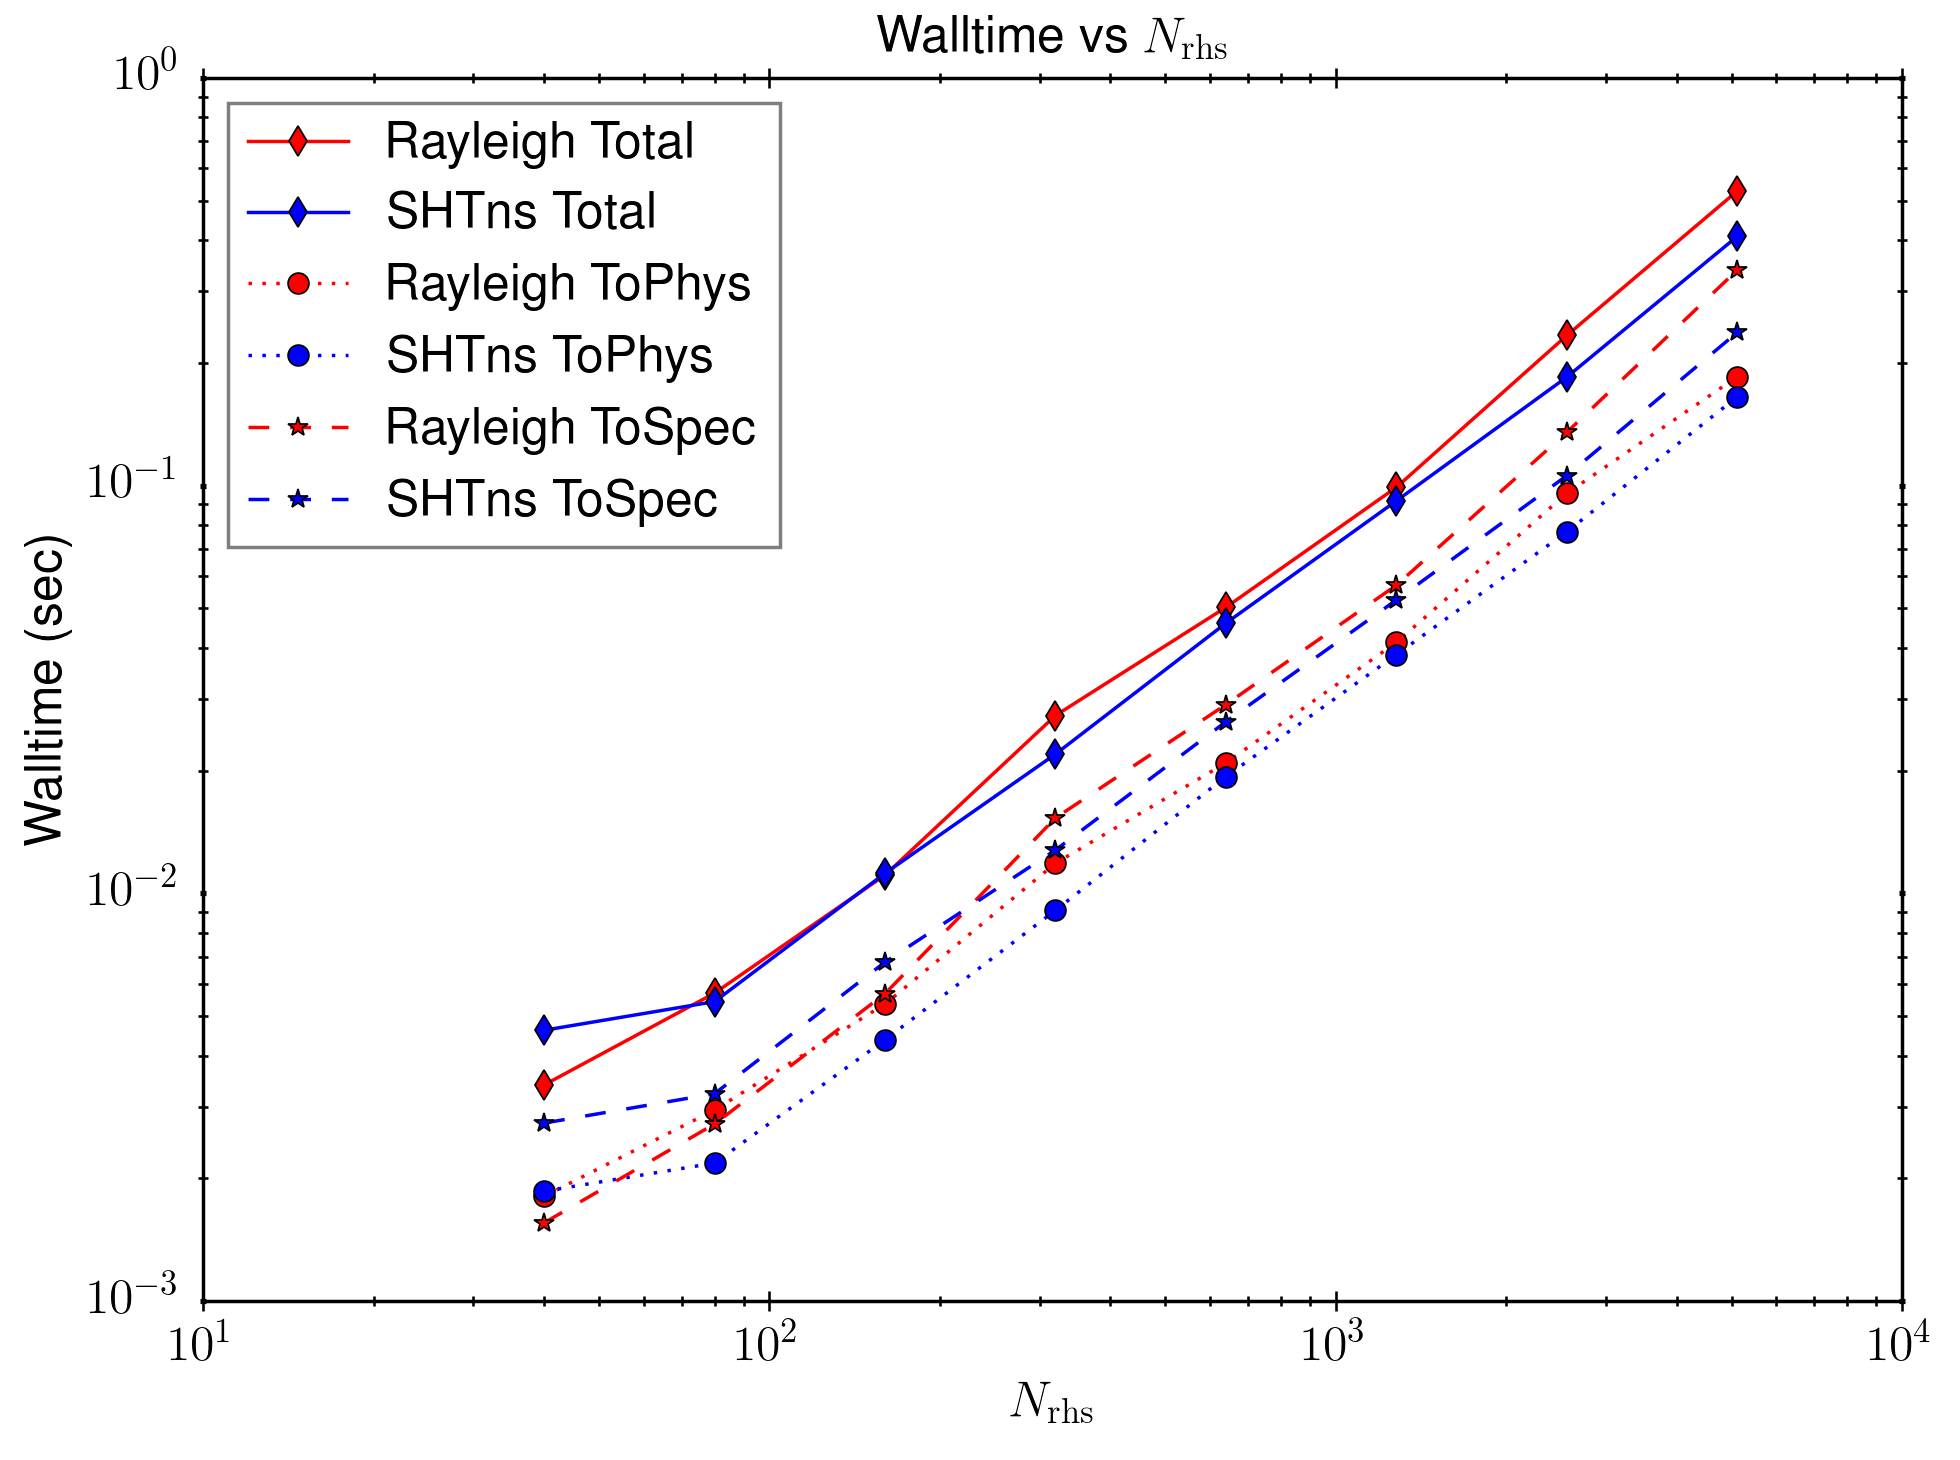 Walltime vs N_rhs
10^0
Rayleigh Total
SHTns Total
Rayleigh ToPhys
SHTns ToPhys
Rayleigh ToSpec
SHTns ToSpec
10^−1
Walltime (sec)
10^−2
10^−3
10^1 10^2 10^3 10^4
N_rhs